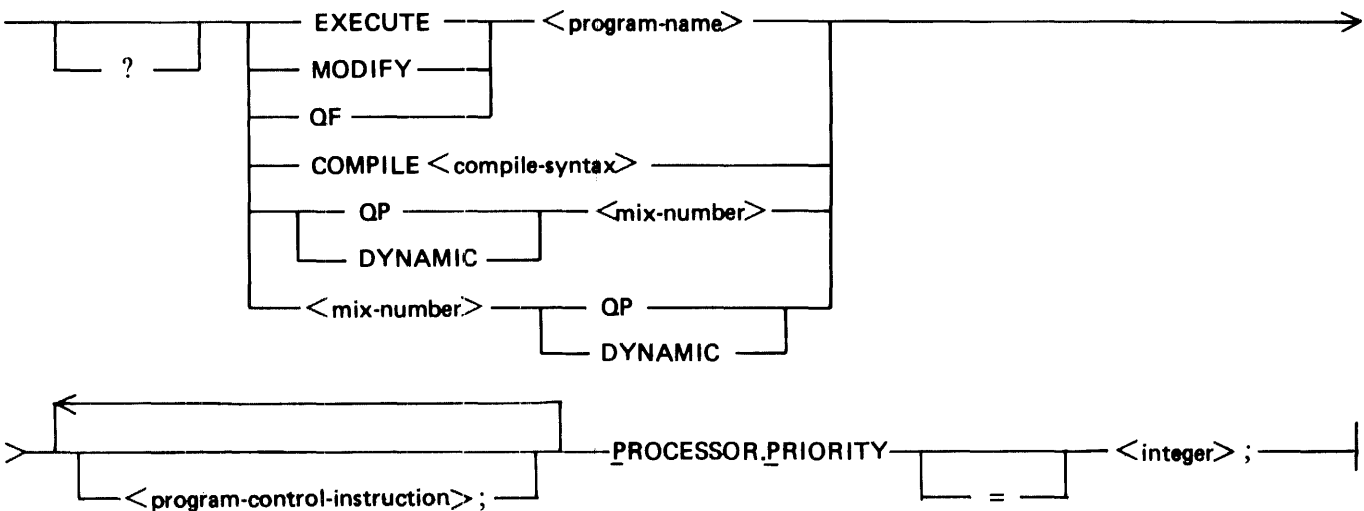 EXECUTE <program-name>
?
MODIFY
QF
COMPILE <compile-syntax>
QP <mix-number>
DYNAMIC
<mix-number> QP
DYNAMIC
PROCESSOR.PRIORITY <integer> ;
<program-control-instruction> ; =